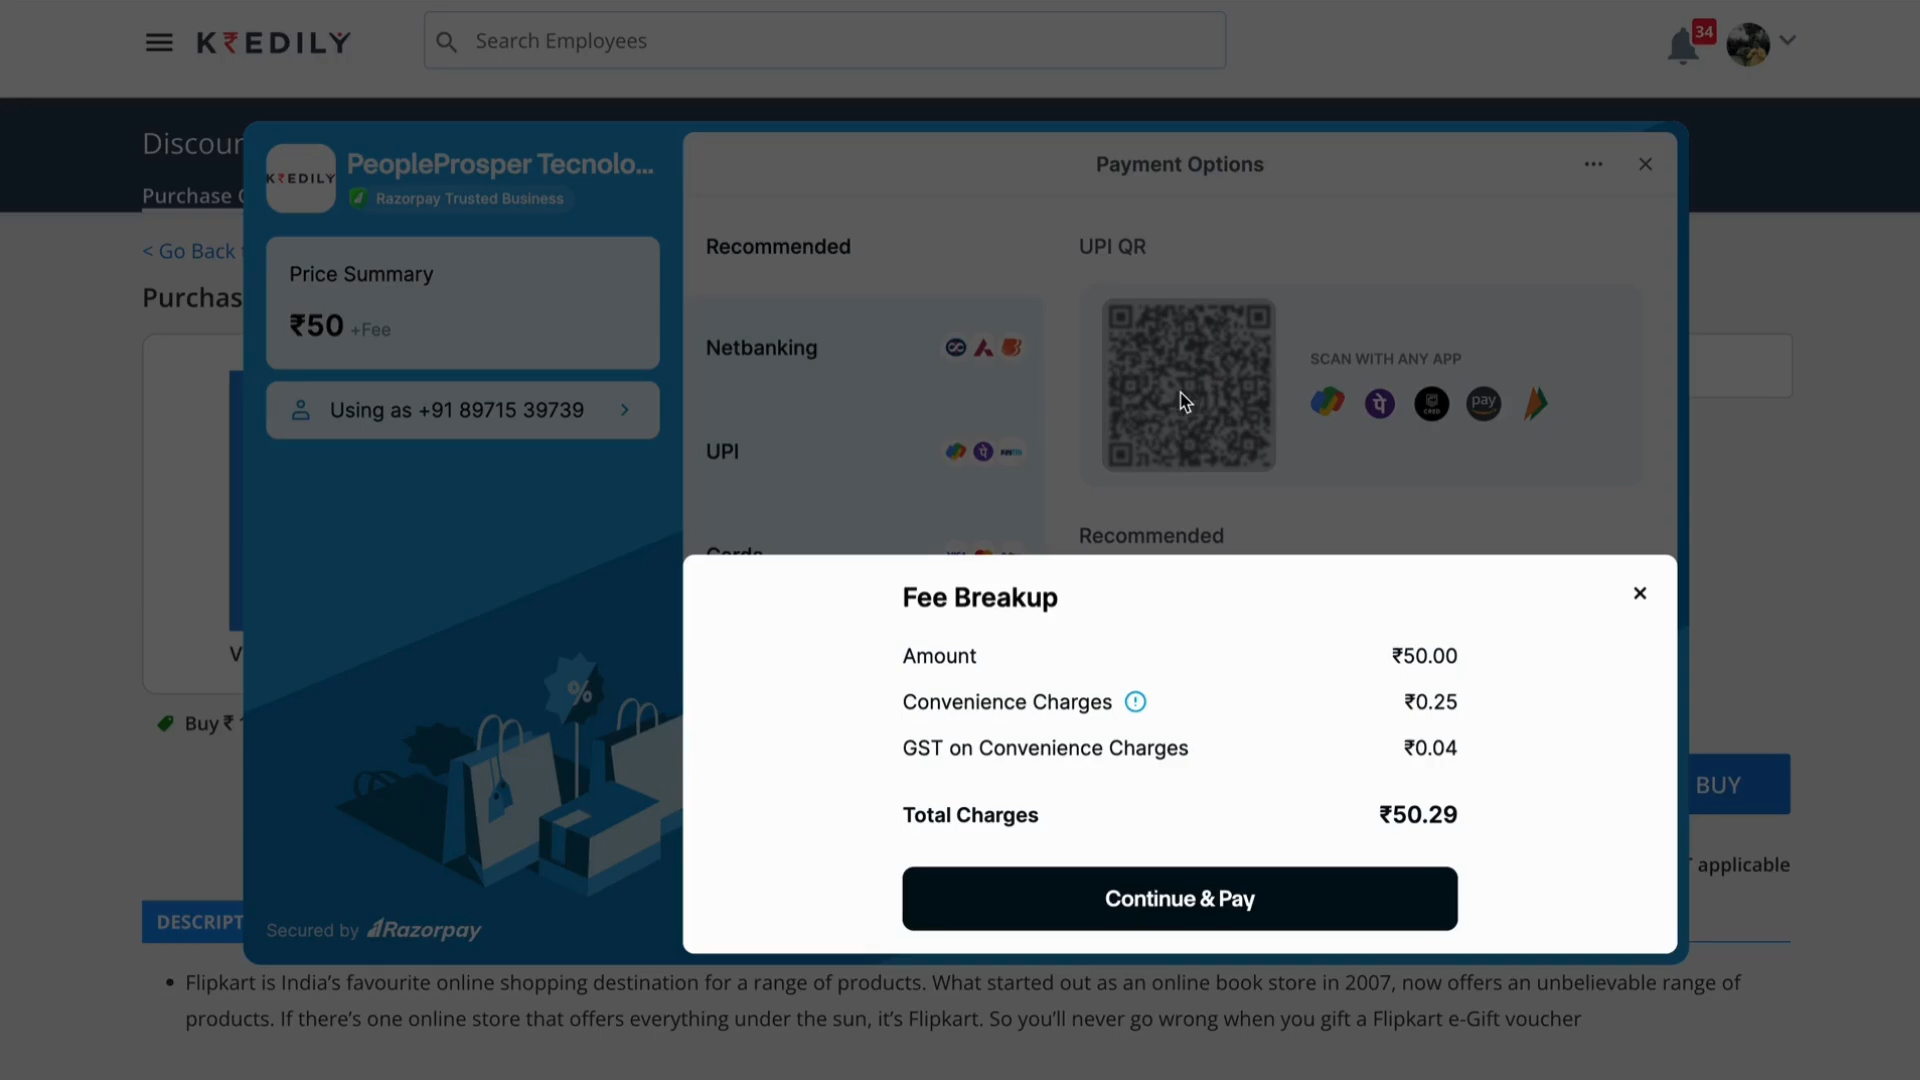 KREDILY
Search Employees
34
Discour
Purchase
< Go Back
Purchas
KREDILY
PeopleProsper Tecnolo...
Razorpay Trusted Business
Price Summary
₹50 +Fee
Using as +91 89715 39739
Payment Options
Recommended
UPI QR
Netbanking
SCAN WITH ANY APP
CRED
pay
UPI
Paytm
Cards
VISA
Recommended
Fee Breakup
Amount ₹50.00
Convenience Charges ₹0.25
GST on Convenience Charges ₹0.04
Total Charges ₹50.29
Continue & Pay
V
Buy ₹
%
BUY
applicable
DESCRIPT
Secured by Razorpay
• Flipkart is India’s favourite online shopping destination for a range of products. What started out as an online book store in 2007, now offers an unbelievable range of
products. If there’s one online store that offers everything under the sun, it’s Flipkart. So you’ll never go wrong when you gift a Flipkart e-Gift voucher